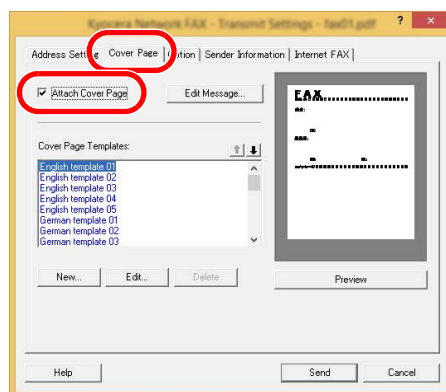 Kyocera Network FAX - Transmit Settings - fax01.pdf ? ×
Address Setting Cover Page Option Sender Information Internet FAX
Attach Cover Page Edit Message...
FAX
Cover Page Templates:
English template 01
English template 02
English template 03
English template 04
English template 05
German template 01
German template 02
German template 03
New... Edit... Delete Preview
Help Send Cancel